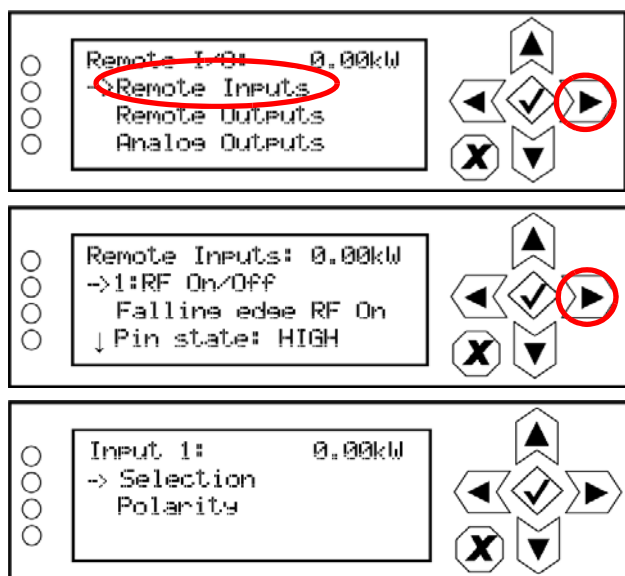 Remote I/O: 0.00kW
->Remote Inputs
Remote Outputs
Analog Outputs
X
Remote Inputs: 0.00kW
->1:RF On/Off
Falling edge RF On
↓Pin state: HIGH
X
Input 1: 0.00kW
-> Selection
Polarity
X